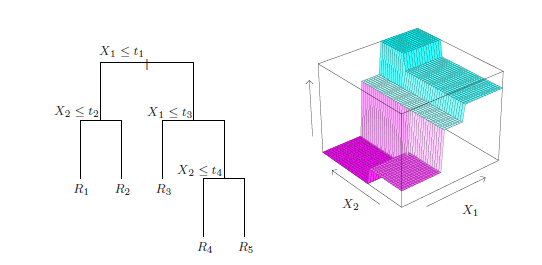 X₁ ≤ t₁
X₂ ≤ t₂
X₁ ≤ t₃
X₂ ≤ t₄
R₁
R₂
R₃
R₄
R₅
X₂
X₁